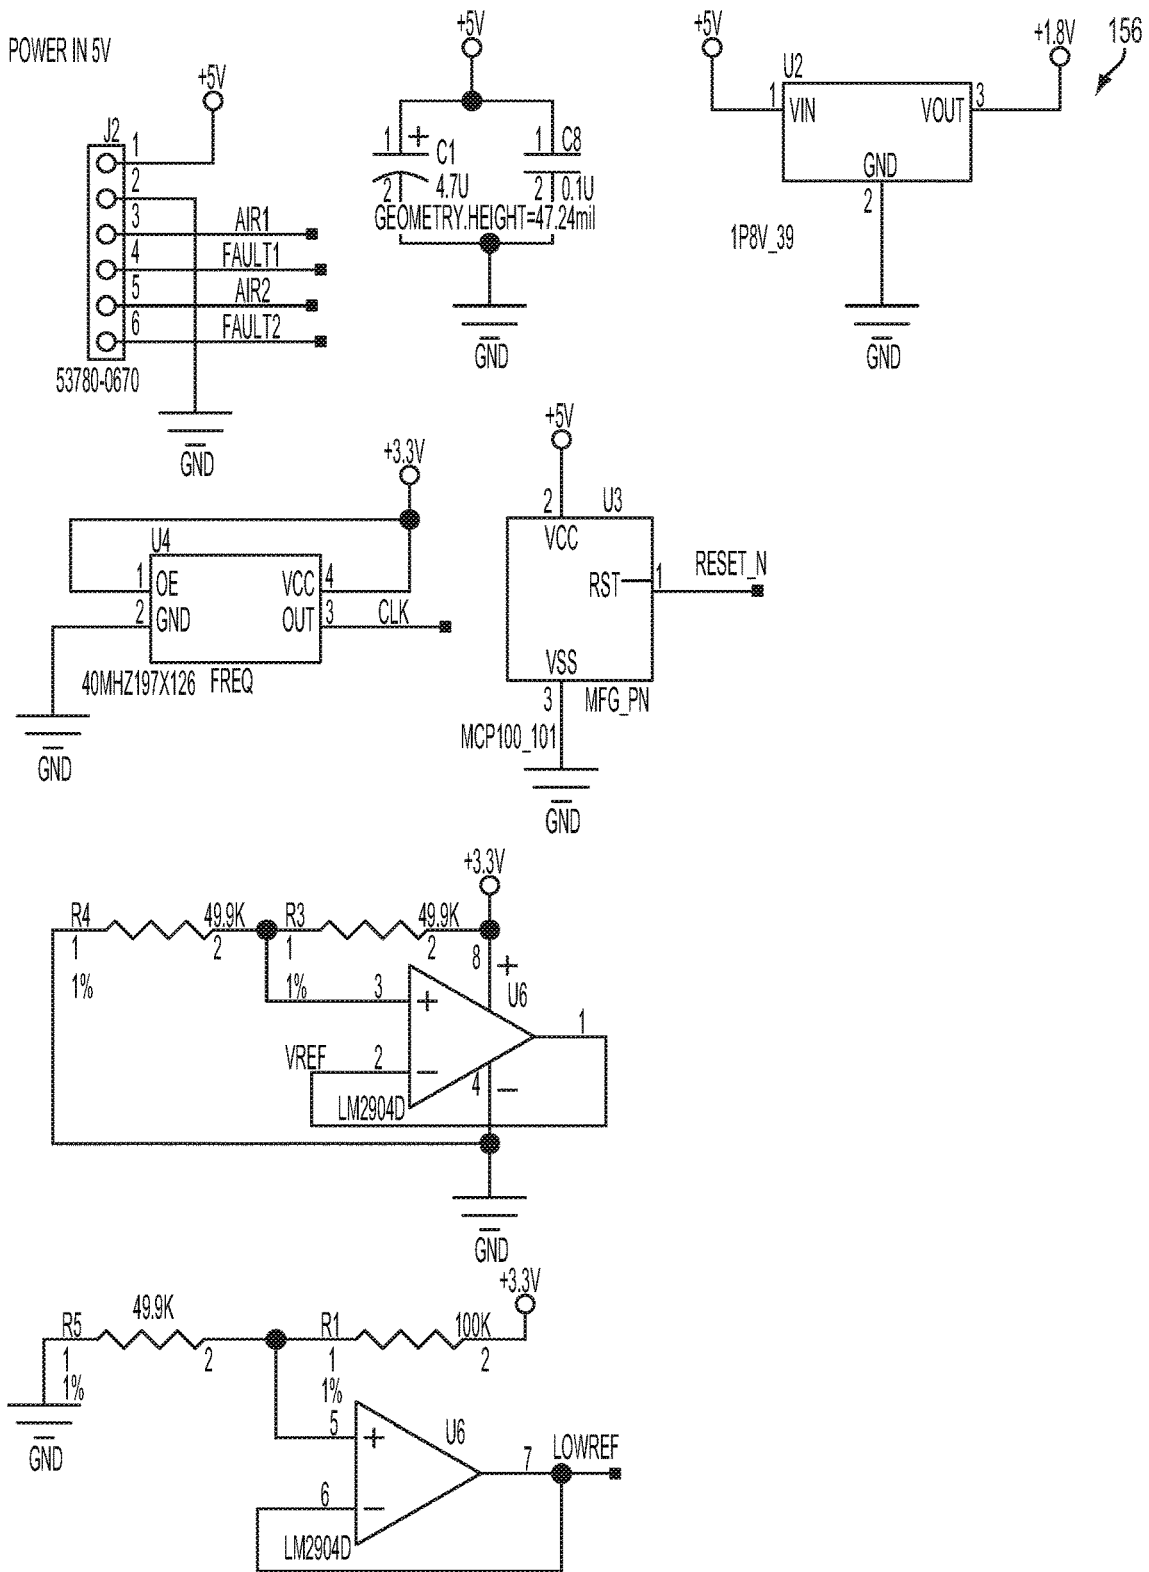 POWER IN 5V
+5V
J2
1
2
3
4
5
6
AIR1
FAULT1
AIR2
FAULT2
53780-0670
GND
+5V
1
+
C1
2
4.7U
1
C8
2
0.1U
GEOMETRY.HEIGHT=47.24mil
GND
+5V
U2
+1.8V
156
1
VIN
VOUT
3
GND
2
1P8V_39
GND
+3.3V
U4
1
OE
VCC
4
2
GND
OUT
3
CLK
40MHZ197X126
FREQ
GND
+5V
2
U3
VCC
RST
1
RESET_N
VSS
3
MFG_PN
MCP100_101
GND
+3.3V
R4
49.9K
R3
49.9K
1
2
1
2
8
+
1%
1%
3
+
U6
1
VREF
2
−
4
−
LM2904D
GND
+3.3V
49.9K
R5
R1
100K
1
2
1
2
1%
1%
5
+
U6
7
LOWREF
6
−
LM2904D
GND